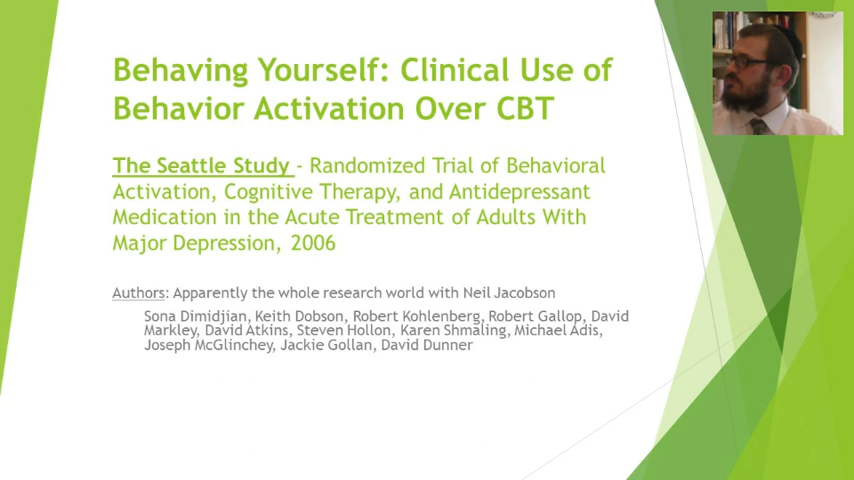 Behaving Yourself: Clinical Use of
Behavior Activation Over CBT
The Seattle Study - Randomized Trial of Behavioral
Activation, Cognitive Therapy, and Antidepressant
Medication in the Acute Treatment of Adults With
Major Depression, 2006
Authors: Apparently the whole research world with Neil Jacobson
Sona Dimidjian, Keith Dobson, Robert Kohlenberg, Robert Gallop, David
Markley, David Atkins, Steven Hollon, Karen Shmaling, Michael Adis,
Joseph McGlinchey, Jackie Gollan, David Dunner